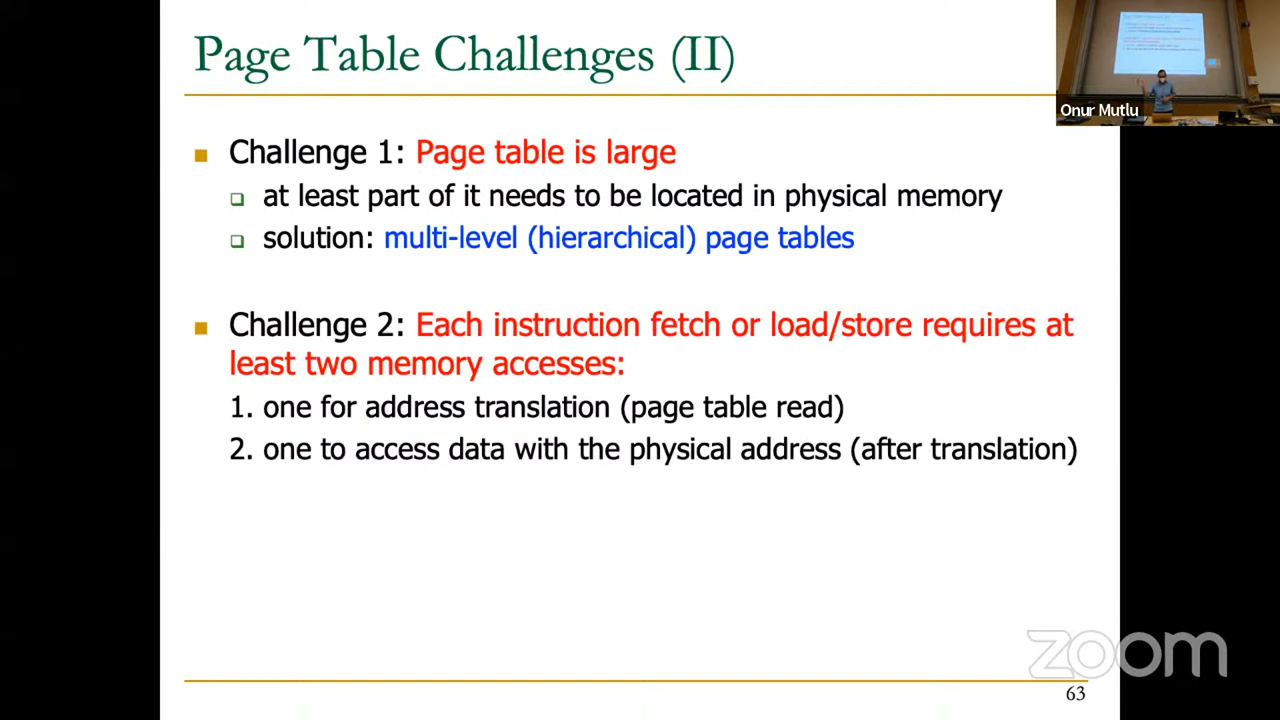 Page Table Challenges (II)
Onur Mutlu
Challenge 1: Page table is large
at least part of it needs to be located in physical memory
solution: multi-level (hierarchical) page tables
Challenge 2: Each instruction fetch or load/store requires at
least two memory accesses:
1. one for address translation (page table read)
2. one to access data with the physical address (after translation)
zoom
63